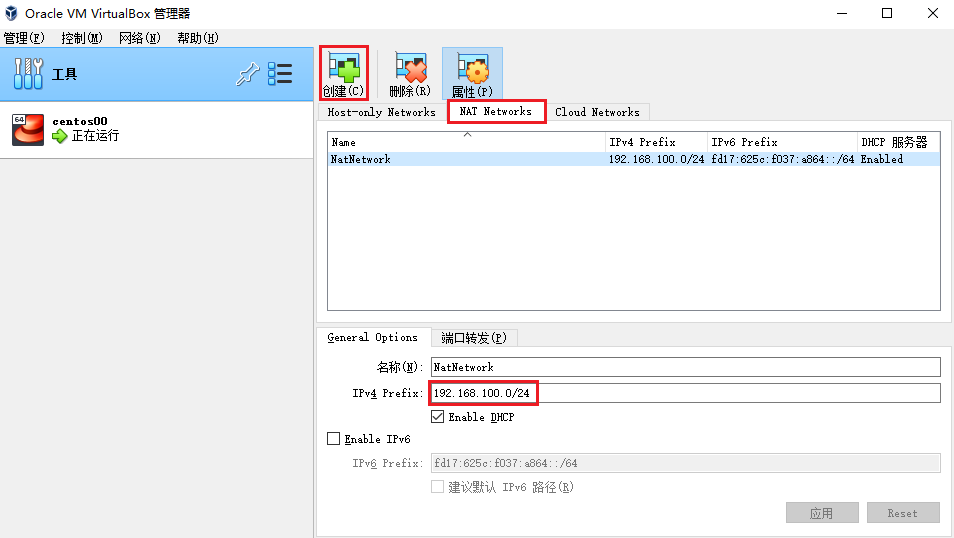 Oracle VM VirtualBox 管理器
管理(F) 控制(M) 网络(N) 帮助(H)
工具
创建(C) 删除(R) 属性(P)
64 centos00
正在运行
Host-only Networks NAT Networks Cloud Networks
Name IPv4 Prefix IPv6 Prefix DHCP 服务器
NatNetwork 192.168.100.0/24 fd17:625c:f037:a864::/64 Enabled
General Options 端口转发(P)
名称(N): NatNetwork
IPv4 Prefix: 192.168.100.0/24
Enable DHCP
Enable IPv6
IPv6 Prefix: fd17:625c:f037:a864::/64
建议默认 IPv6 路径(R)
应用 Reset